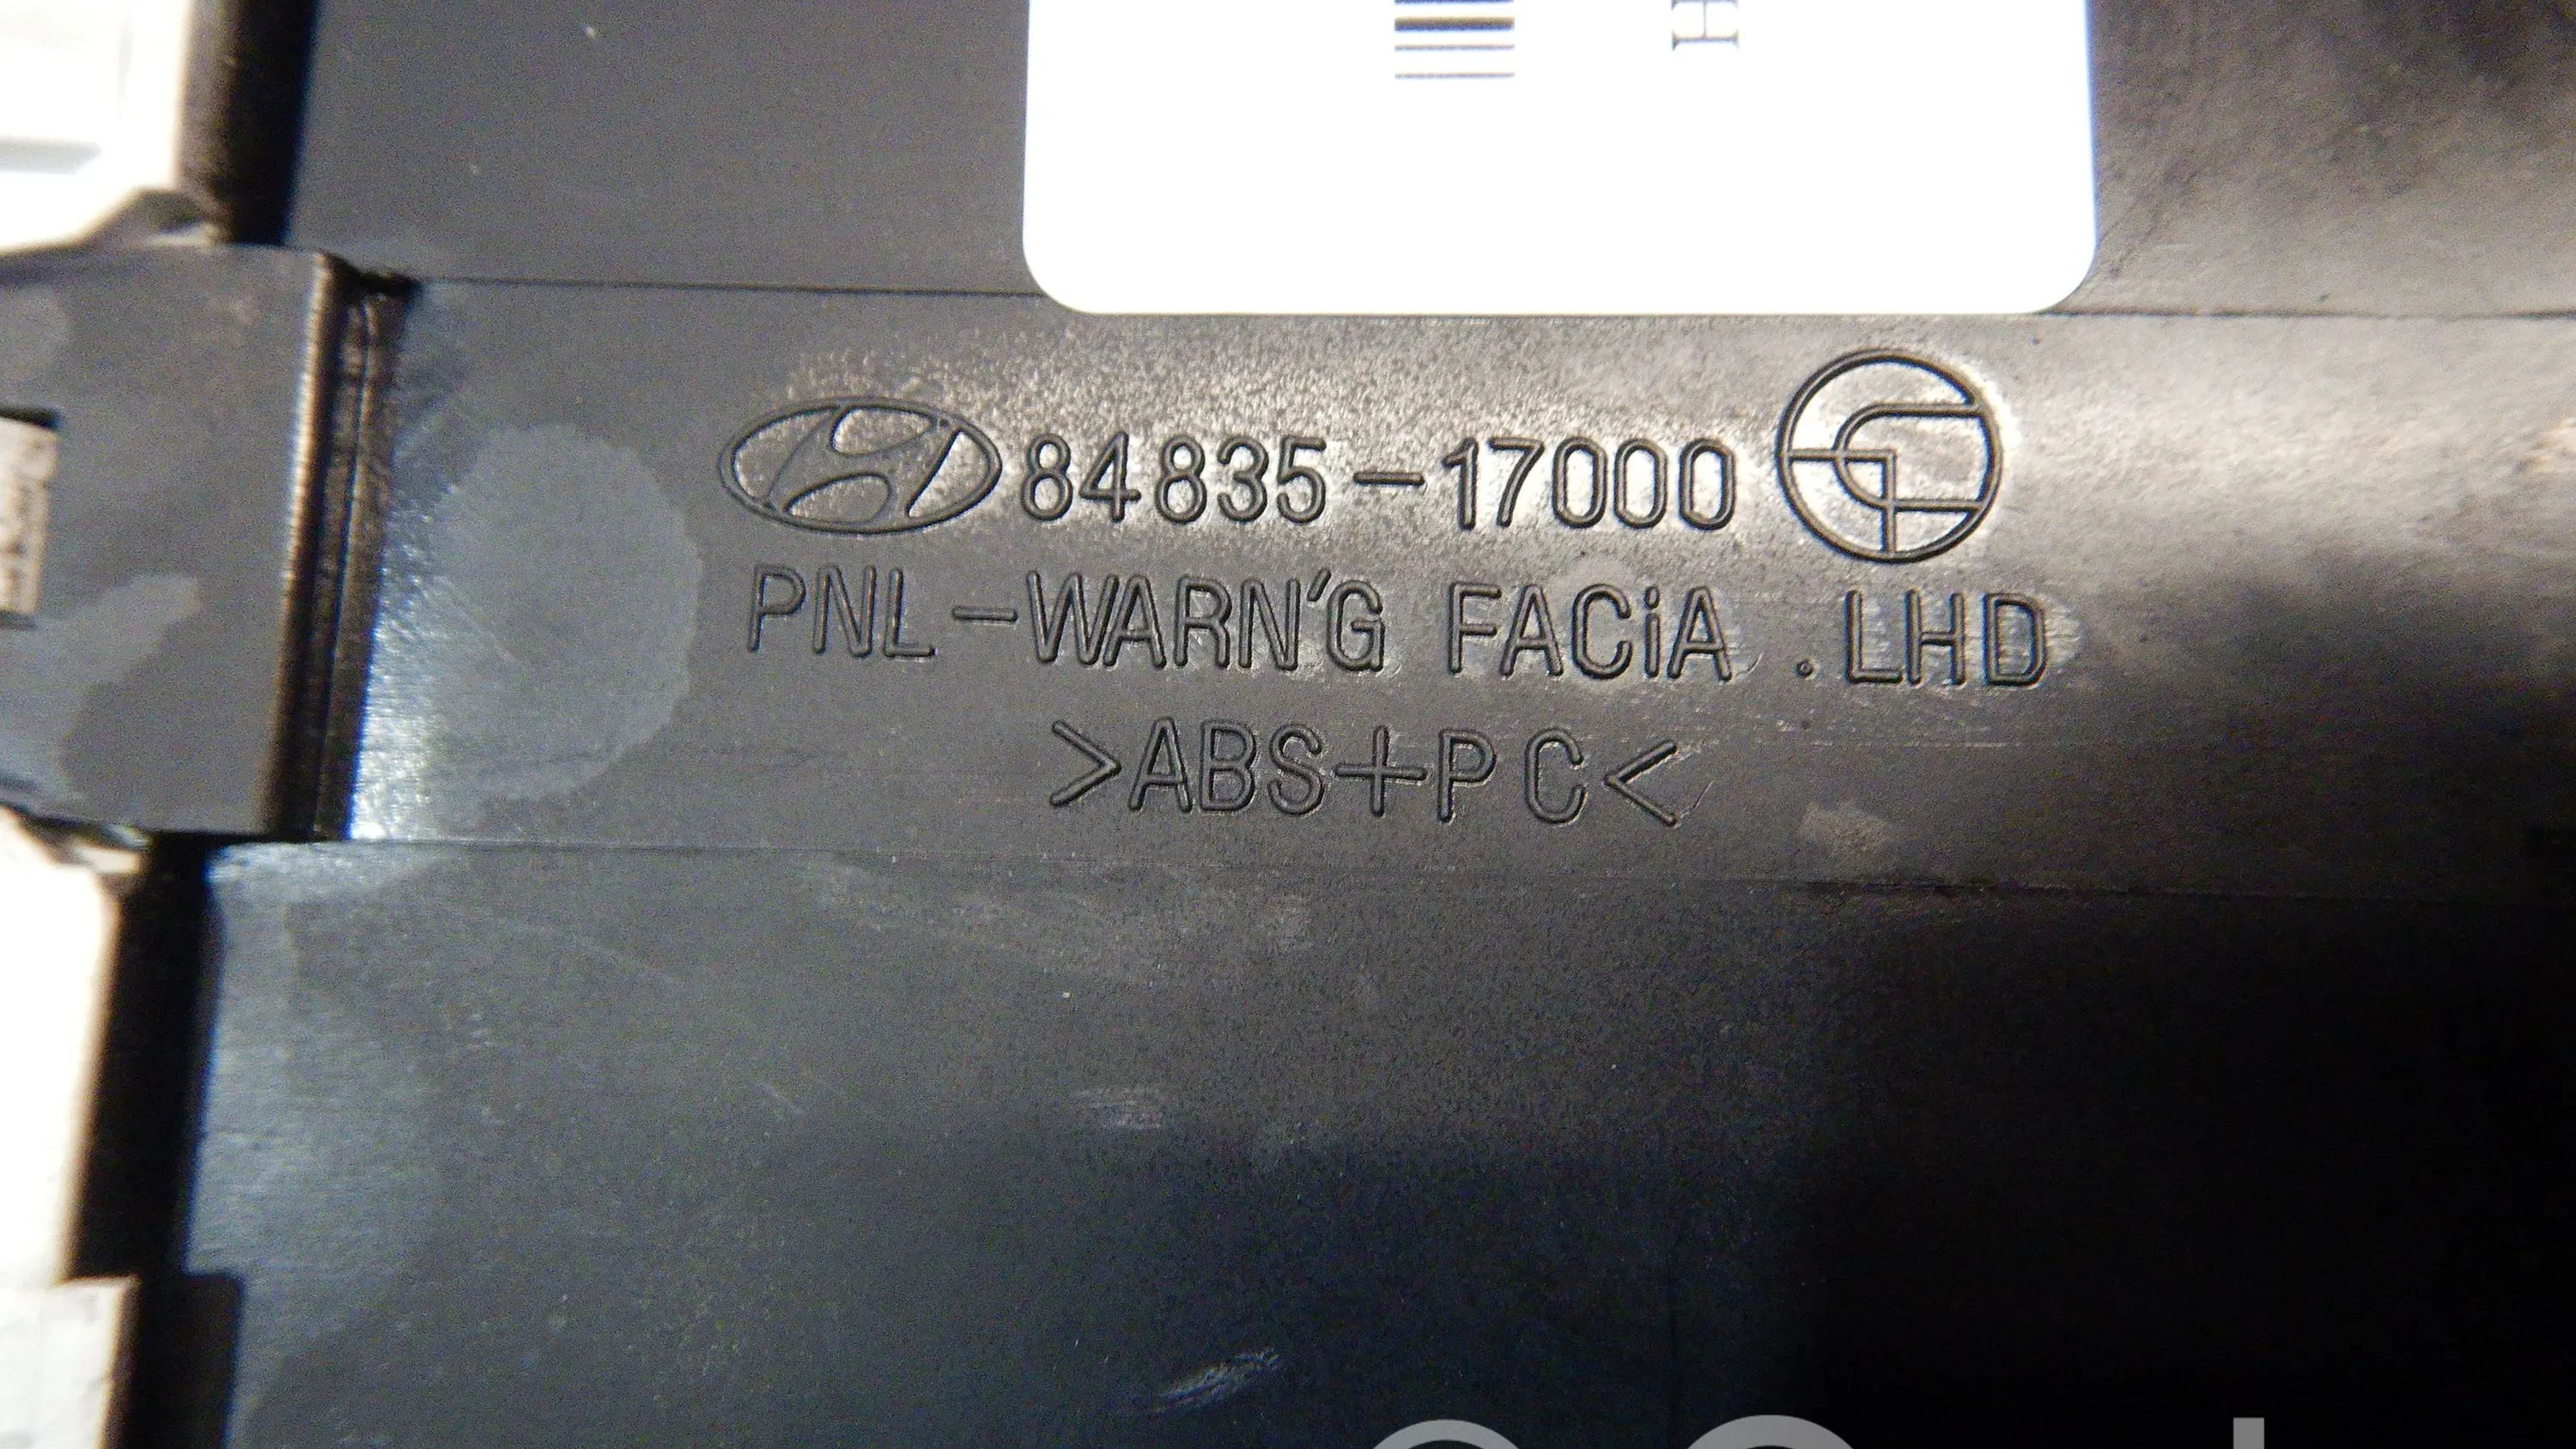 H
84835-17000
PNL-WARN'G FACiA .LHD
>ABS+PC<